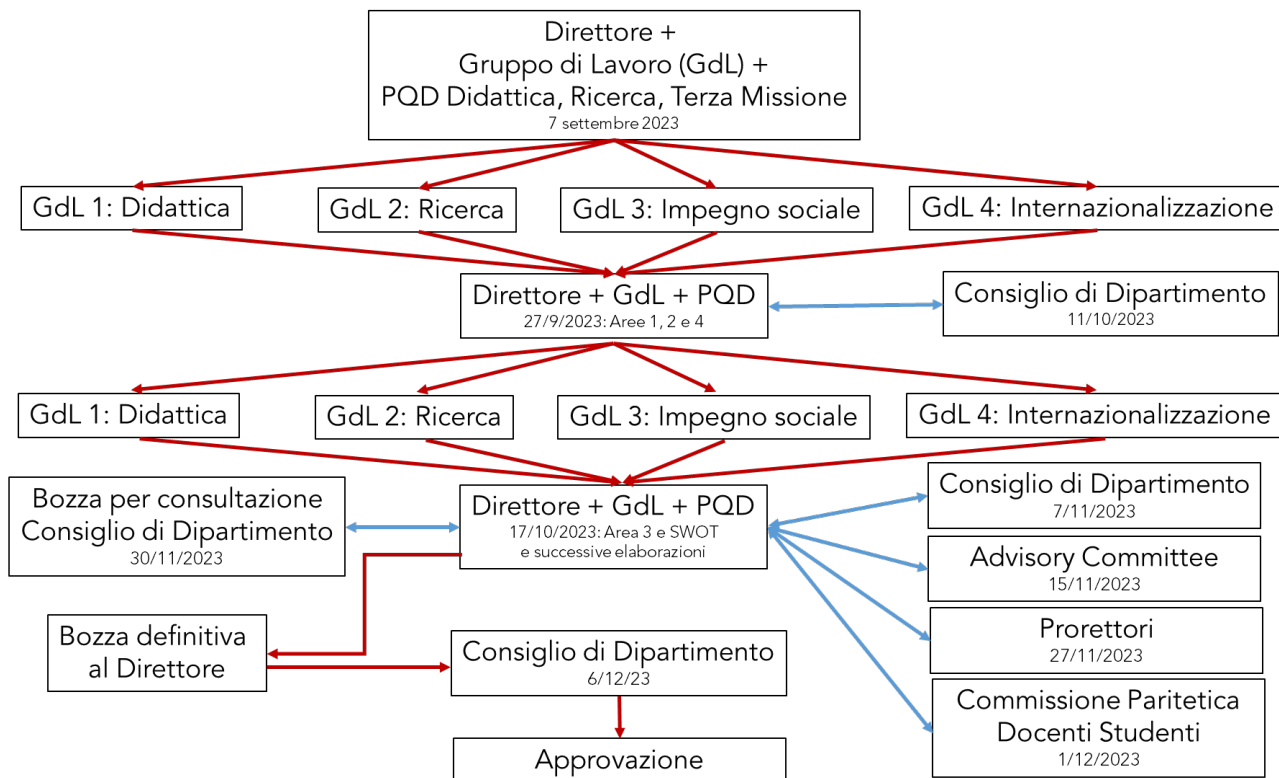 Direttore +
Gruppo di Lavoro (GdL) +
PQD Didattica, Ricerca, Terza Missione
7 settembre 2023
GdL 1: Didattica
GdL 2: Ricerca
GdL 3: Impegno sociale
GdL 4: Internazionalizzazione
Direttore + GdL + PQD
27/9/2023: Aree 1, 2 e 4
Consiglio di Dipartimento
11/10/2023
GdL 1: Didattica
GdL 2: Ricerca
GdL 3: Impegno sociale
GdL 4: Internazionalizzazione
Bozza per consultazione
Consiglio di Dipartimento
30/11/2023
Direttore + GdL + PQD
17/10/2023: Area 3 e SWOT
e successive elaborazioni
Consiglio di Dipartimento
7/11/2023
Advisory Committee
15/11/2023
Prorettori
27/11/2023
Commissione Paritetica
Docenti Studenti
1/12/2023
Bozza definitiva
al Direttore
Consiglio di Dipartimento
6/12/23
Approvazione